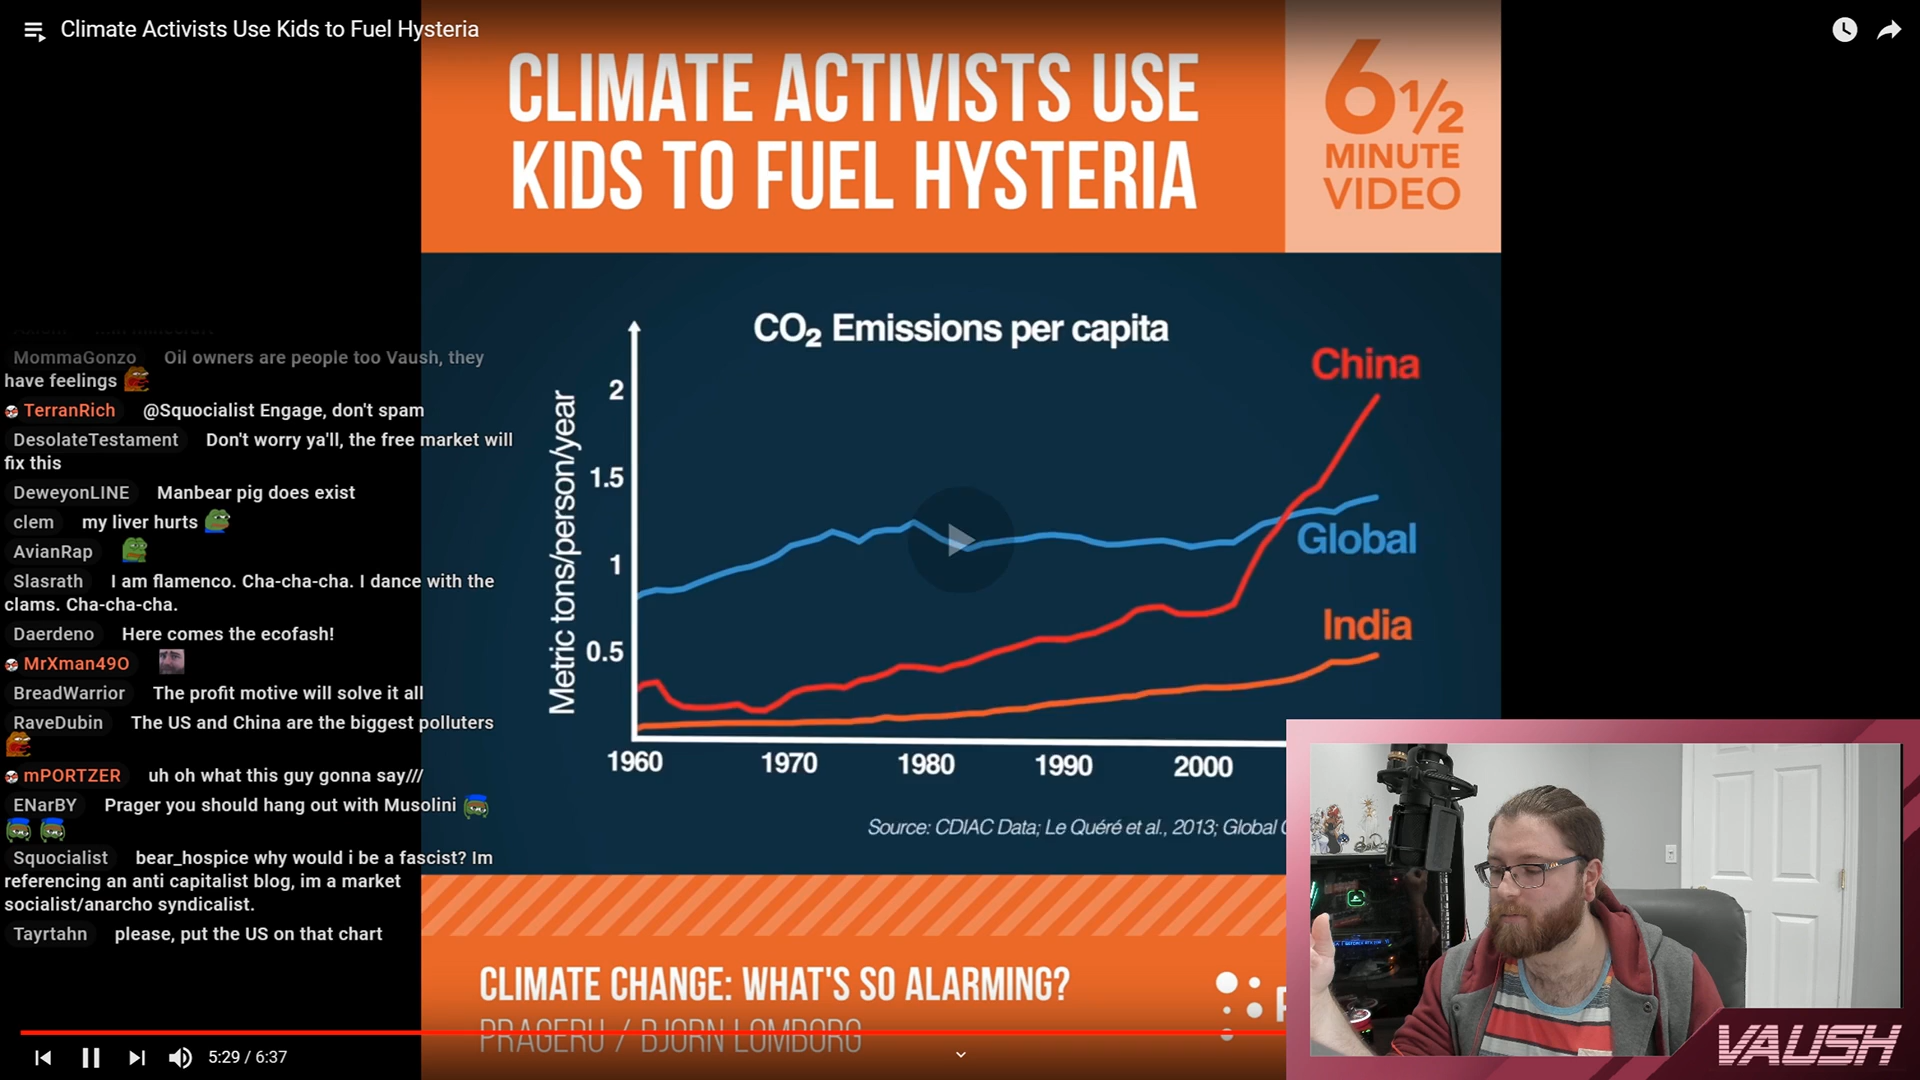 Climate Activists Use Kids to Fuel Hysteria
CLIMATE ACTIVISTS USE
KIDS TO FUEL HYSTERIA
6½
MINUTE
VIDEO
CO₂ Emissions per capita
Metric tons/person/year
2
1.5
1
0.5
China
Global
India
1960 1970 1980 1990 2000
Source: CDIAC Data; Le Quéré et al., 2013; Global
MommaGonzo Oil owners are people too Vaush, they
have feelings
TerranRich @Squocialist Engage, don't spam
DesolateTestament Don't worry ya'll, the free market will
fix this
DeweyonLINE Manbear pig does exist
clem my liver hurts
AvianRap
Slasrath I am flamenco. Cha-cha-cha. I dance with the
clams. Cha-cha-cha.
Daerdeno Here comes the ecofash!
MrXman49O
BreadWarrior The profit motive will solve it all
RaveDubin The US and China are the biggest polluters
mPORTZER uh oh what this guy gonna say///
ENarBY Prager you should hang out with Musolini
Squocialist bear_hospice why would i be a fascist? Im
referencing an anti capitalist blog, im a market
socialist/anarcho syndicalist.
Tayrtahn please, put the US on that chart
CLIMATE CHANGE: WHAT'S SO ALARMING?
PRAGERU / BJORN LOMBORG
5:29 / 6:37
VAUSH